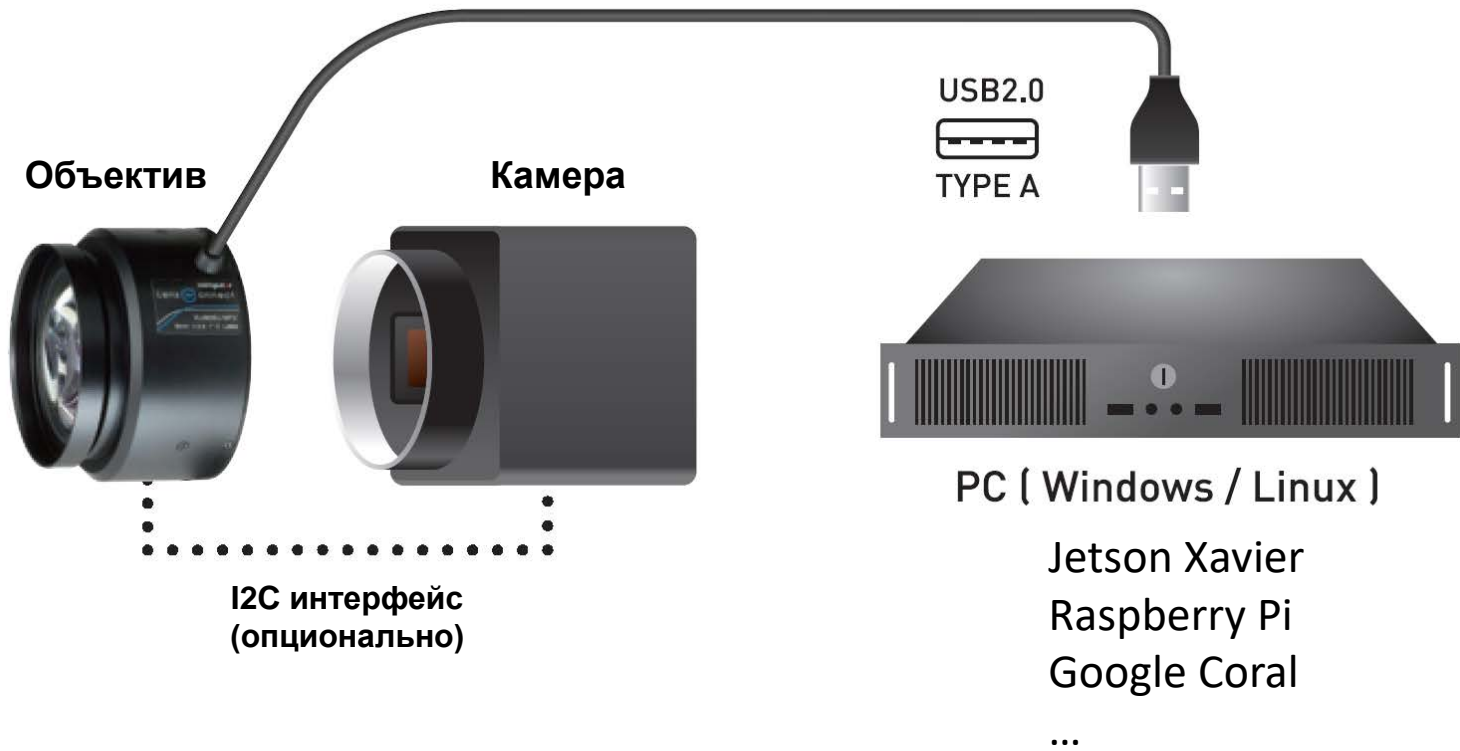 USB2.0
TYPE A
Объектив
Камера
PC ( Windows / Linux )
Jetson Xavier
Raspberry Pi
Google Coral
...
I2C интерфейс
(опционально)